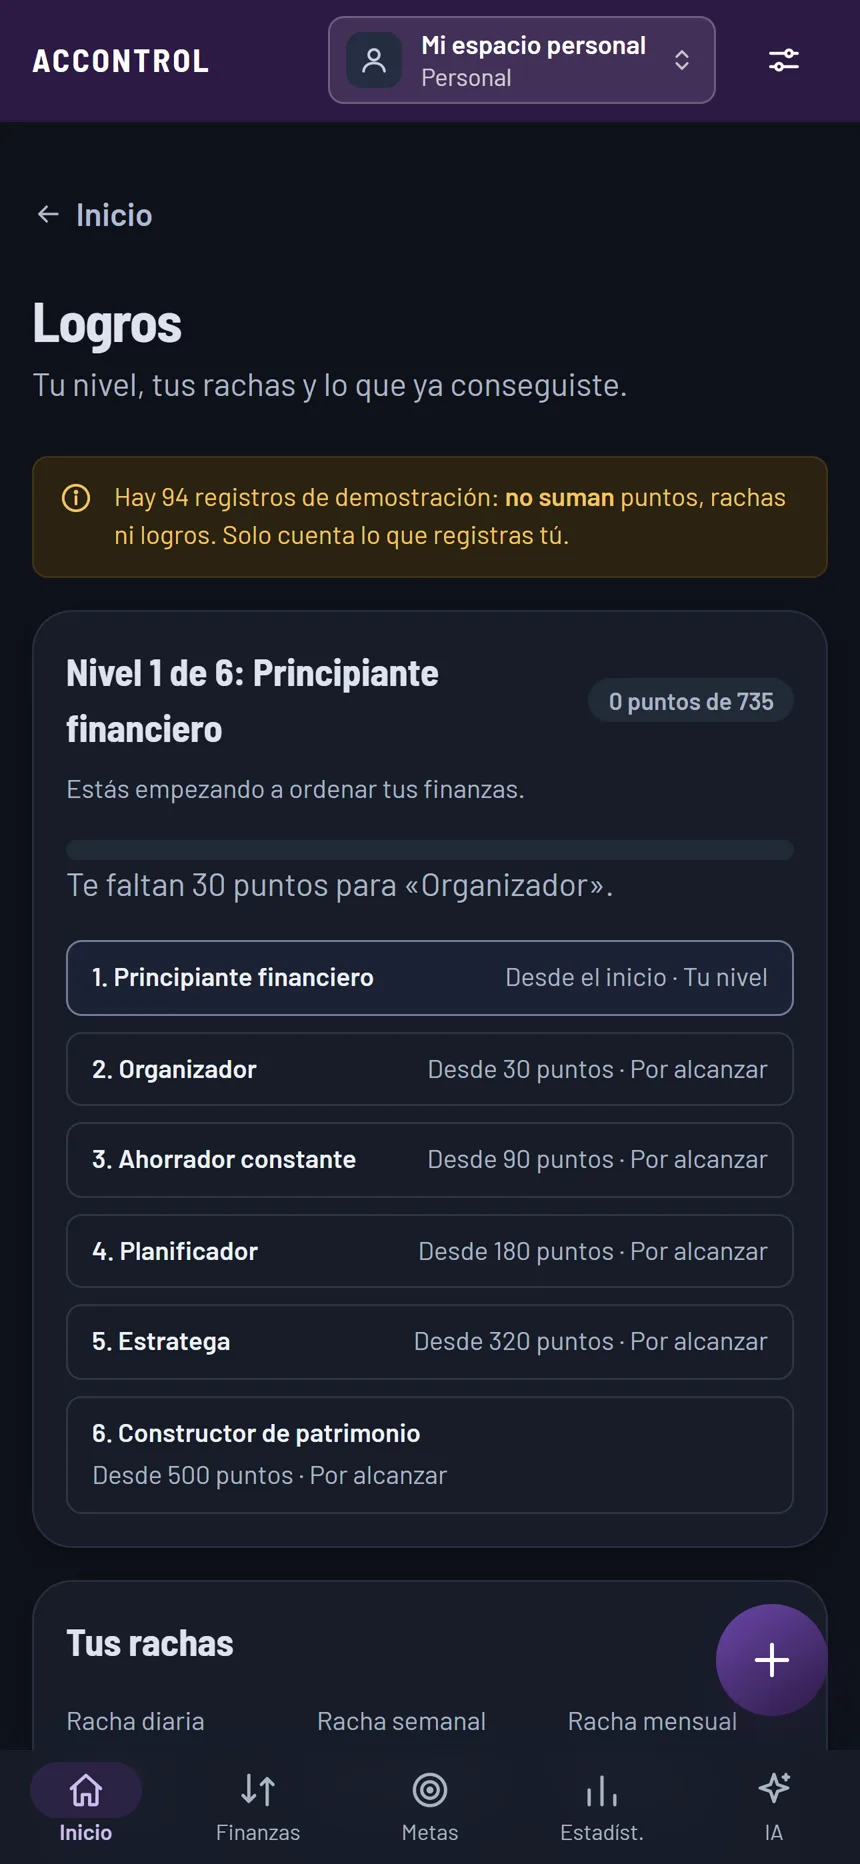 ACCONTROL
Mi espacio personal
Personal
Inicio
Logros
Tu nivel, tus rachas y lo que ya conseguiste.
Hay 94 registros de demostración: no suman puntos, rachas
ni logros. Solo cuenta lo que registras tú.
Nivel 1 de 6: Principiante
financiero
0 puntos de 735
Estás empezando a ordenar tus finanzas.
Te faltan 30 puntos para «Organizador».
1. Principiante financiero Desde el inicio · Tu nivel
2. Organizador Desde 30 puntos · Por alcanzar
3. Ahorrador constante Desde 90 puntos · Por alcanzar
4. Planificador Desde 180 puntos · Por alcanzar
5. Estratega Desde 320 puntos · Por alcanzar
6. Constructor de patrimonio
Desde 500 puntos · Por alcanzar
Tus rachas
Racha diaria Racha semanal Racha mensual
Inicio Finanzas Metas Estadíst. IA